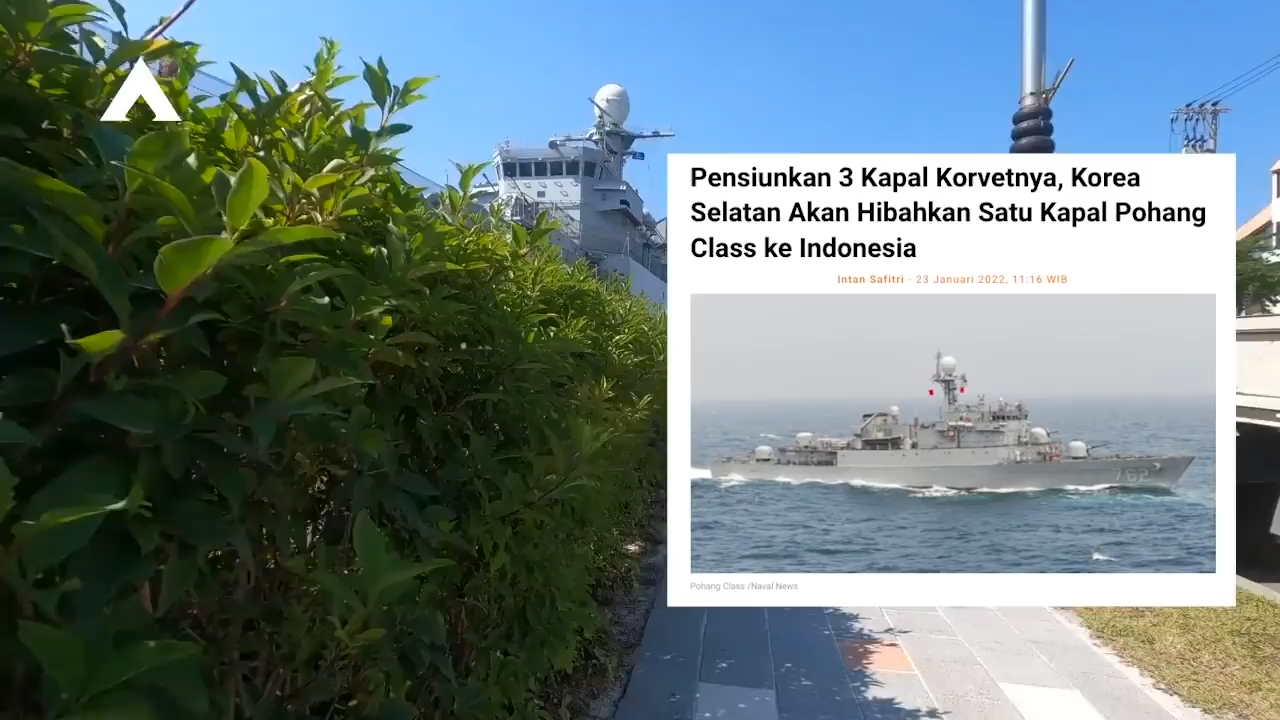 Pensiunkan 3 Kapal Korvetnya, Korea
Selatan Akan Hibahkan Satu Kapal Pohang
Class ke Indonesia
Intan Safitri - 23 Januari 2022, 11:16 WIB
762
Pohang Class /Naval News